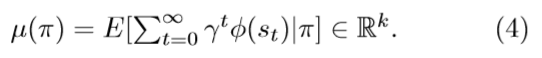 μ(π) = E[∑_{t=0}^{∞} γ^t φ(s_t)|π] ∈ ℝ^k. (4)